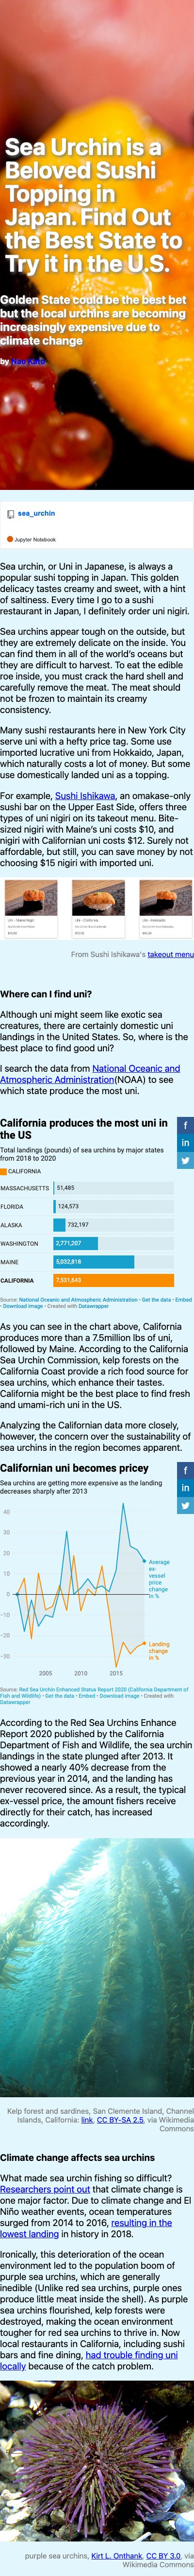 Sea Urchin is a
Beloved Sushi
Topping in
Japan. Find Out
the Best State to
Try it in the U.S.
Golden State could be the best bet
but the local urchins are becoming
increasingly expensive due to
climate change
by
sea_urchin
Jupyter Notebook
Sea urchin, or Uni in Japanese, is always a
popular sushi topping in Japan. This golden
delicacy tastes creamy and sweet, with a hint
of saltiness. Every time I go to a sushi
restaurant in Japan, I definitely order uni nigiri.
Sea urchins appear tough on the outside, but
they are extremely delicate on the inside. You
can find them in all of the world's oceans but
they are difficult to harvest. To eat the edible
roe inside, you must crack the hard shell and
carefully remove the meat. The meat should
not be frozen to maintain its creamy
consistency.
Many sushi restaurants here in New York City
serve uni with a hefty price tag. Some use
imported lucrative uni from Hokkaido, Japan,
which naturally costs you a lot of money. But
some use domestically landed uni as a topping.
For example, Sushi Ishikawa, an omakase-only
sushi bar on the Upper East Side, offers three
types of uni nigiri on its takeout menu. Bite-
sized nigiri with Maine's uni costs $10, and
nigiri with Californian uni costs $12. Surely not
affordable, but still, you can save money by not
choosing $15 nigiri with imported uni.
From Sushi Ishikawa's takeout menu
Where can I find uni?
Although uni might seem like exotic sea
creatures, there are certainly domestic uni
landings in the United States. So, where is the
best place to find good uni?
I search the data from National Oceanic and
Atmospheric Administration(NOAA) to see
which state produce the most uni.
California produces the most uni in
the US
Total landings (pounds) of sea urchins by major states
from 2018 to 2020
CALIFORNIA
MASSACHUSETTS 51,485
FLORIDA 124,573
ALASKA 732,197
WASHINGTON 2,771,207
MAINE 5,032,818
CALIFORNIA 7,531,643
Source: National Oceanic and Atmospheric Administration · Get the data · Embed
· Download image · Created with Datawrapper
As you can see in the chart above, California
produces more than 7.5million lbs of uni,
followed by Maine. According to the California
Sea Urchin Commission, kelp forests on the
California Coast provide a rich food source for
sea urchins, which enhance their tastes.
California might be the best place to find fresh
and umami-rich uni in the US.
Analyzing the California data more closely,
however, the concern over the sustainability of
sea urchins in the region becomes apparent.
Californian uni becomes pricey
Sea urchins are getting more expensive as the landing
decreases sharply after 2013
40
30
20
10
0
−10
−20
−30
2005 2010 2015
Average
ex-
vessel
price
change
in %
Landing
change
in %
Source: Red Sea Urchin Enhanced Status Report 2020 (California Department of
Fish and Wildlife) · Get the data · Embed · Download image · Created with
Datawrapper
According to the Red Sea Urchins Enhance
Report 2020 published by the California
Department of Fish and Wildlife, the sea urchin
landings in the state plunged after 2013. It
showed a nearly 40% decrease from the
previous year in 2014, and the landing has
never recovered since. As a result, the typical
ex-vessel price, the amount fishers receive
directly for their catch, has increased
accordingly.
Kelp forest and sardines, San Clemente Island, Channel
Islands, California: link, CC BY-SA 2.5, via Wikimedia
Commons
Climate change affects sea urchins
What made sea urchin fishing so difficult?
Researchers point out that climate change is
one major factor. Due to climate change and El
Niño weather events, ocean temperatures
surged from 2014 to 2016, resulting in the
lowest landing in history in 2018.
Ironically, this deterioration of the ocean
environment led to the population boom of
purple sea urchins, which are generally
inedible (Unlike red sea urchins, purple ones
produce little meat inside the shell). As purple
sea urchins flourished, kelp forests were
destroyed, making the ocean environment
tougher for red sea urchins to thrive in. Now
local restaurants in California, including sushi
bars and fine dining, had trouble finding uni
locally because of the catch problem.
purple sea urchins, Kirt L. Onthank, CC BY 3.0, via
Wikimedia Commons